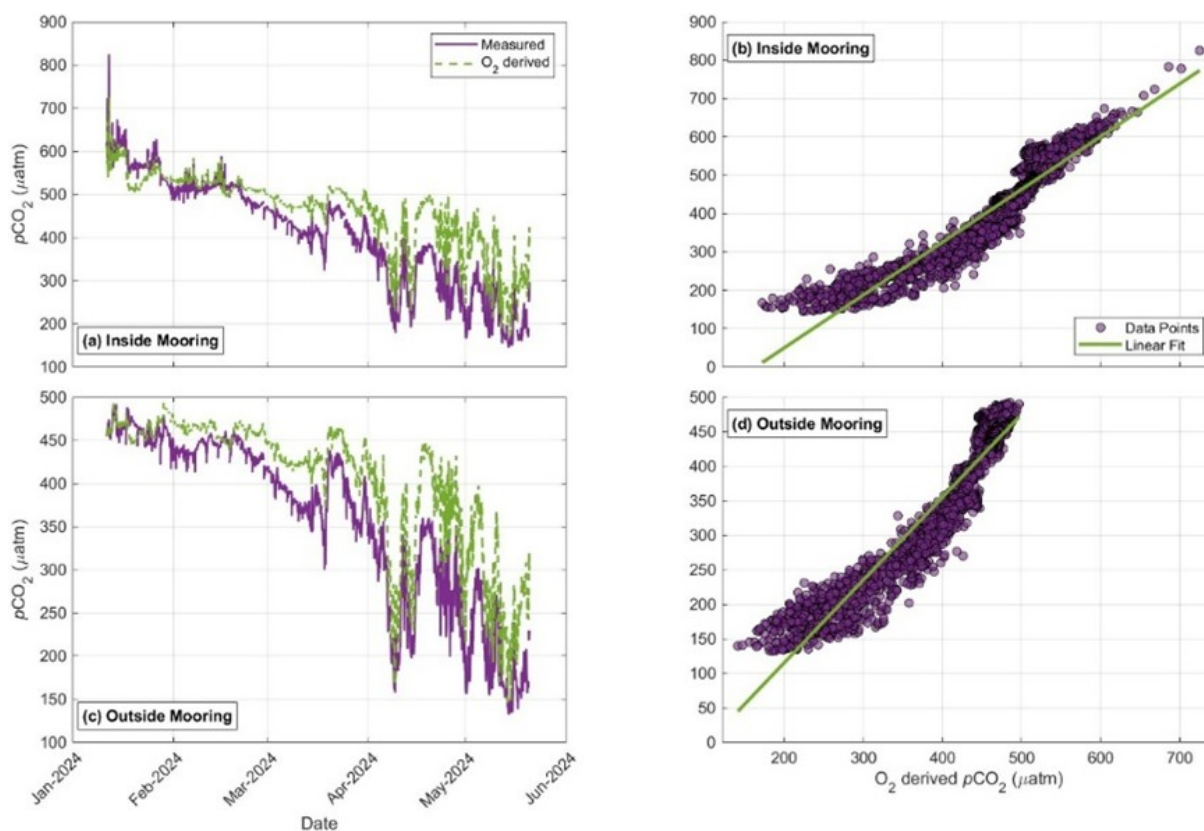 900
800
700
600
500
400
300
200
100
pCO2 (μatm)
Measured
O2 derived
(a) Inside Mooring
900
800
700
600
500
400
300
200
100
0
(b) Inside Mooring
Data Points
Linear Fit
500
450
400
350
300
250
200
150
100
pCO2 (μatm)
(c) Outside Mooring
Jan-2024
Feb-2024
Mar-2024
Apr-2024
May-2024
Jun-2024
Date
500
450
400
350
300
250
200
150
100
50
0
(d) Outside Mooring
200
300
400
500
600
700
O2 derived pCO2 (μatm)